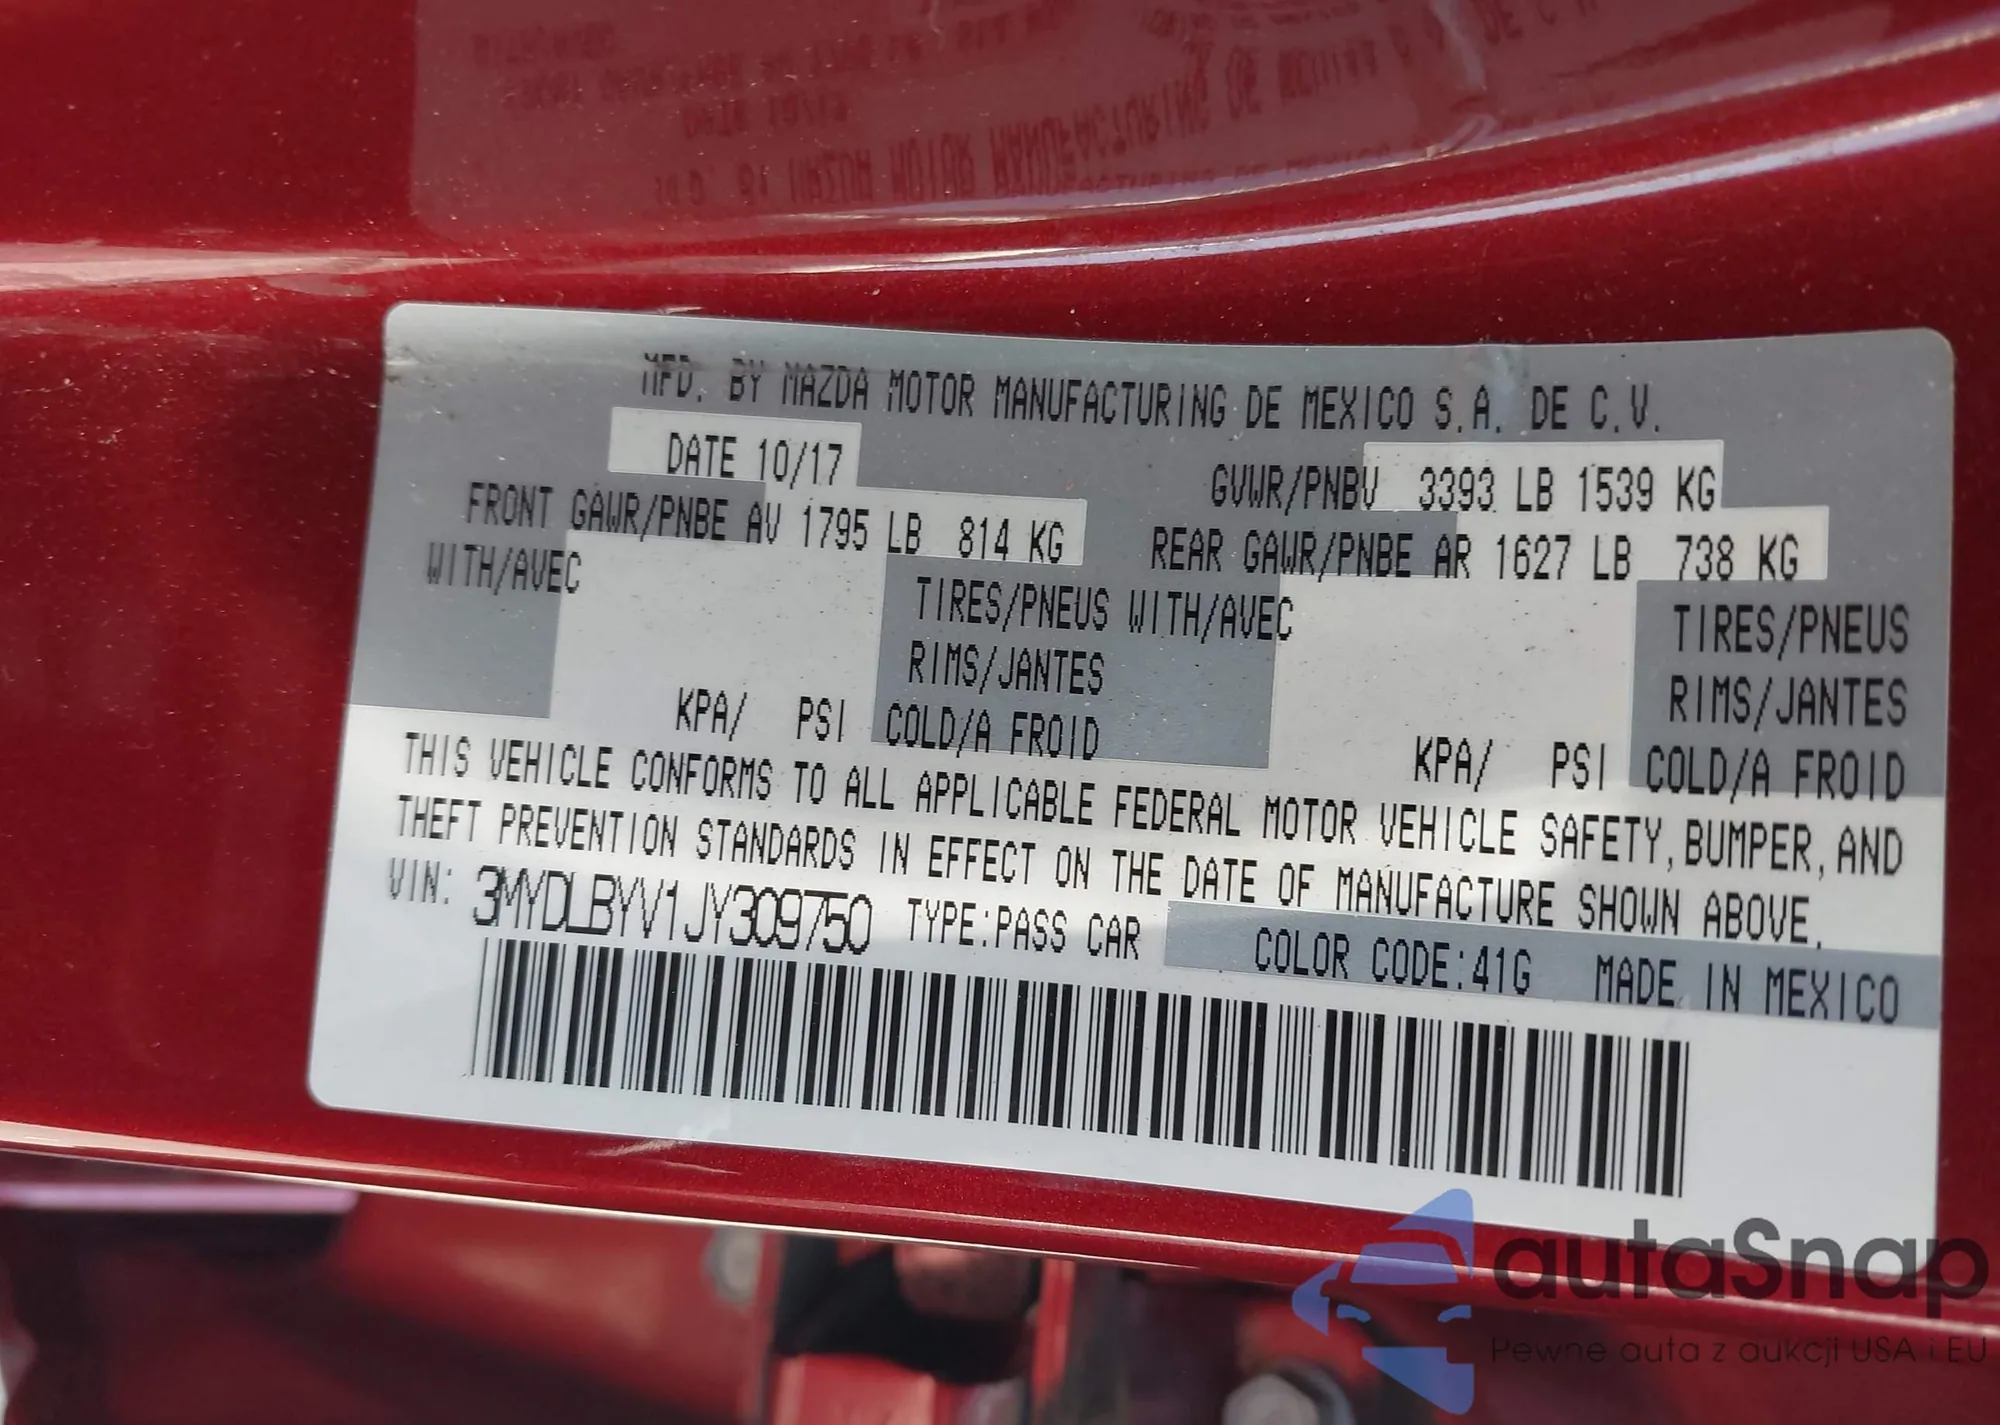 MFD. BY MAZDA MOTOR MANUFACTURING DE MEXICO S.A. DE C.V.
DATE 10/17 GVWR/PNBV 3393 LB 1539 KG
FRONT GAWR/PNBE AV 1795 LB 814 KG REAR GAWR/PNBE AR 1627 LB 738 KG
WITH/AVEC TIRES/PNEUS WITH/AVEC TIRES/PNEUS
RIMS/JANTES RIMS/JANTES
KPA/ PSI COLD/A FROID KPA/ PSI COLD/A FROID
THIS VEHICLE CONFORMS TO ALL APPLICABLE FEDERAL MOTOR VEHICLE SAFETY, BUMPER, AND
THEFT PREVENTION STANDARDS IN EFFECT ON THE DATE OF MANUFACTURE SHOWN ABOVE.
VIN: 3MYDLBYV1JY309750 TYPE:PASS CAR COLOR CODE:41G MADE IN MEXICO
autaSnap
Pewne auta z aukcji USA i EU